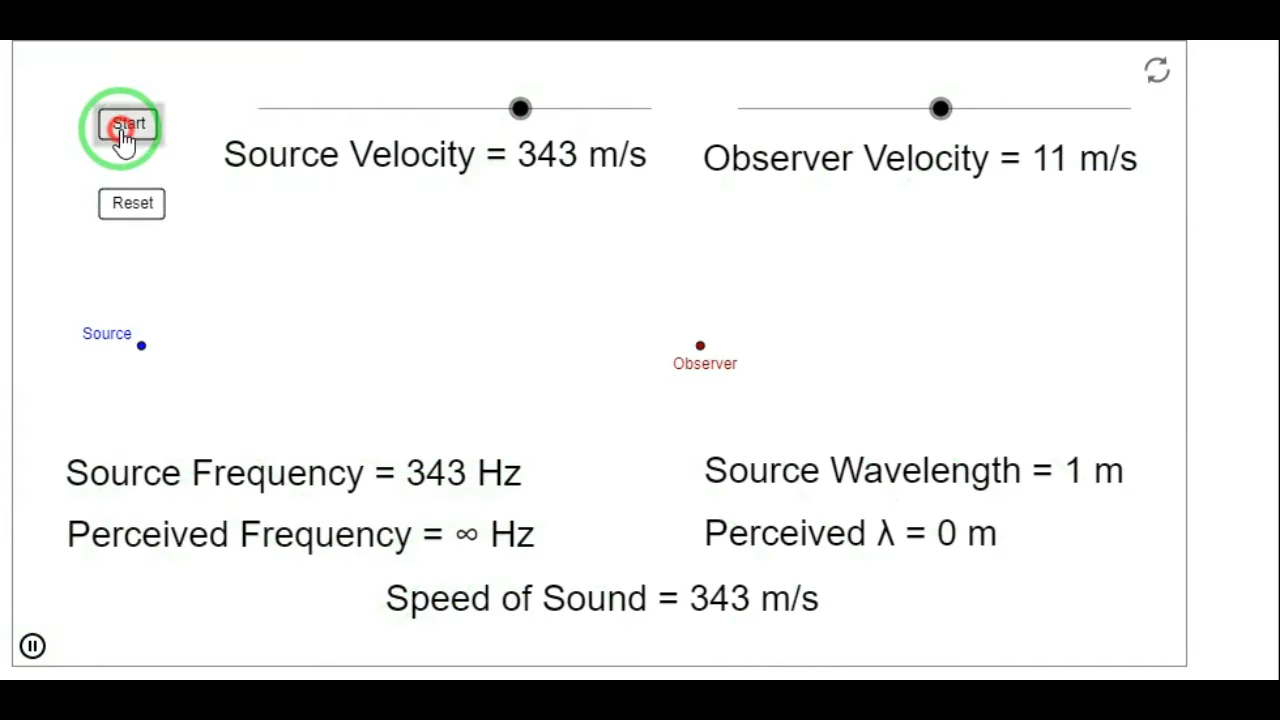 Start
Source Velocity = 343 m/s
Observer Velocity = 11 m/s
Reset
Source
Observer
Source Frequency = 343 Hz
Source Wavelength = 1 m
Perceived Frequency = ∞ Hz
Perceived λ = 0 m
Speed of Sound = 343 m/s